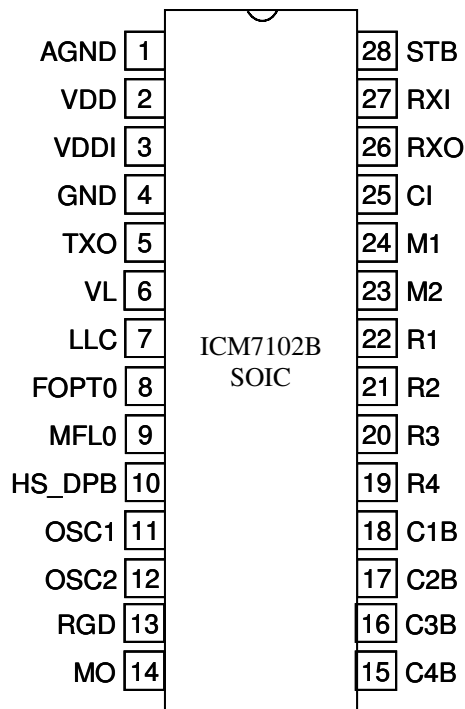 AGND 1 28 STB
VDD 2 27 RXI
VDDI 3 26 RXO
GND 4 25 CI
TXO 5 24 M1
VL 6 23 M2
LLC 7 22 R1
ICM7102B
SOIC
FOPT0 8 21 R2
MFL0 9 20 R3
HS_DPB 10 19 R4
OSC1 11 18 C1B
OSC2 12 17 C2B
RGD 13 16 C3B
MO 14 15 C4B